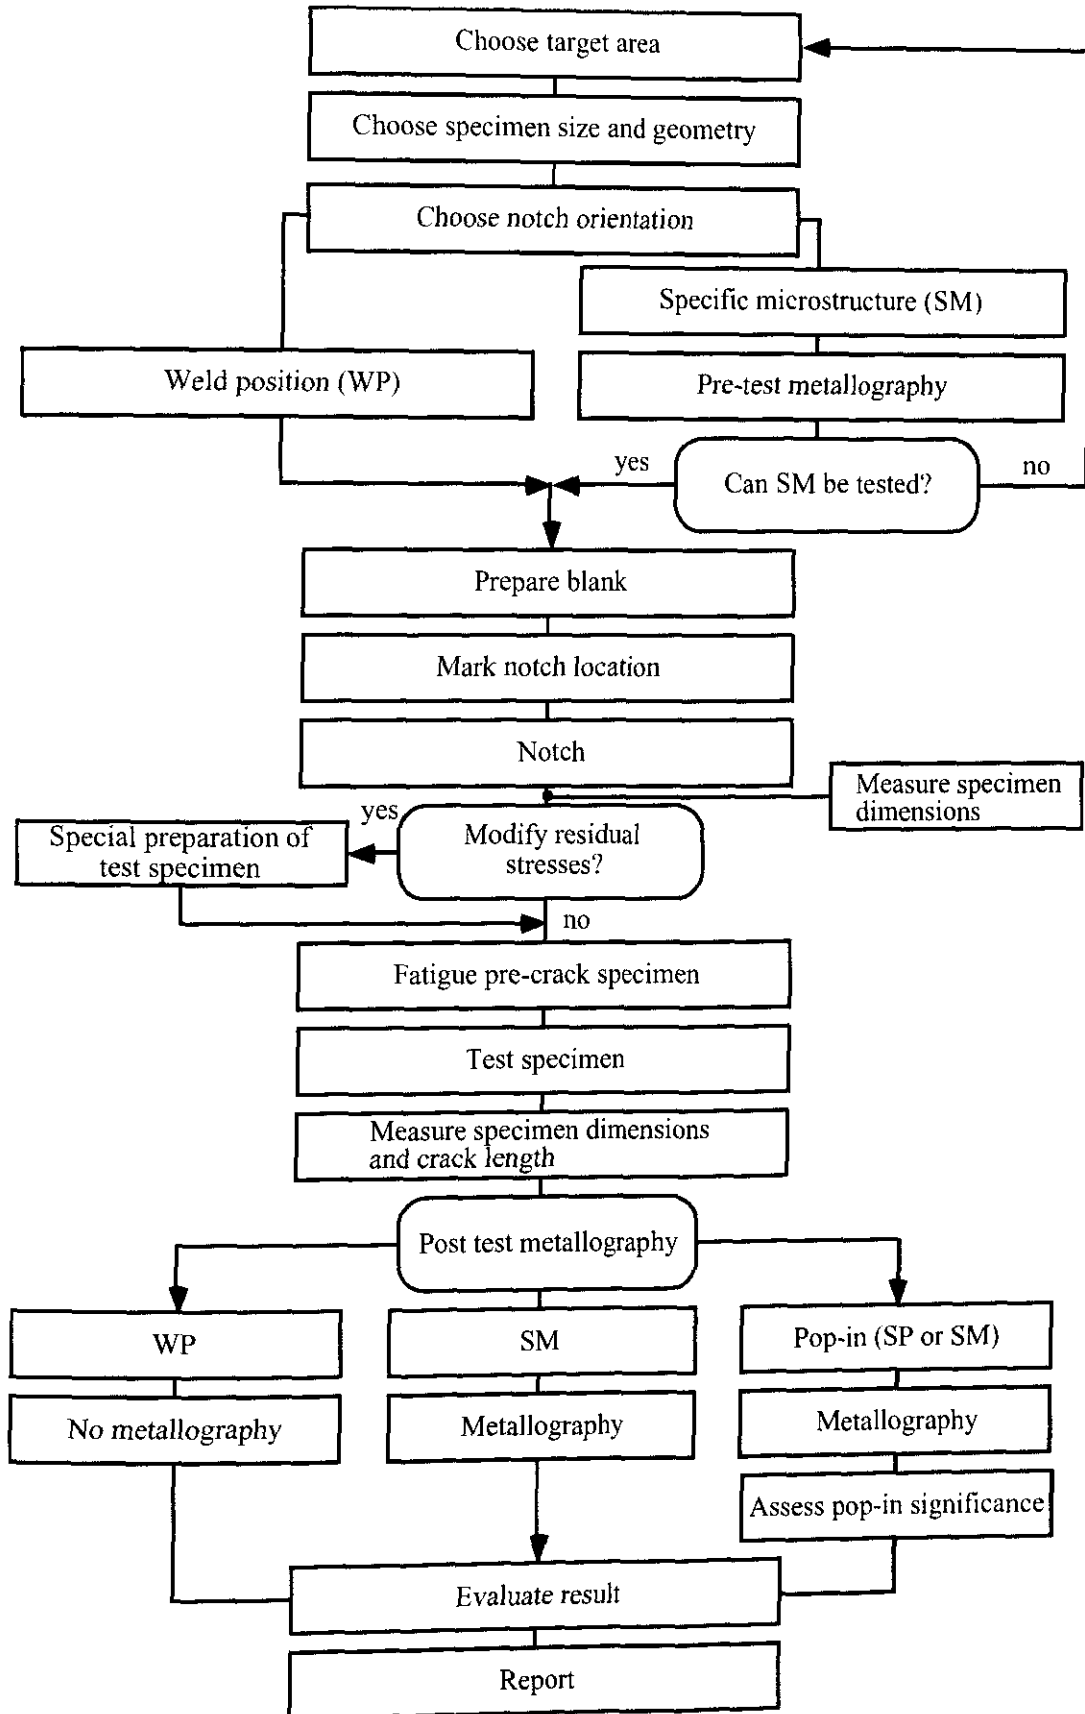 Choose target area
Choose specimen size and geometry
Choose notch orientation
Specific microstructure (SM)
Weld position (WP)
Pre-test metallography
yes
Can SM be tested?
no
Prepare blank
Mark notch location
Notch
Measure specimen
dimensions
yes
Modify residual
stresses?
Special preparation of
test specimen
no
Fatigue pre-crack specimen
Test specimen
Measure specimen dimensions
and crack length
Post test metallography
WP
SM
Pop-in (SP or SM)
No metallography
Metallography
Metallography
Assess pop-in significance
Evaluate result
Report